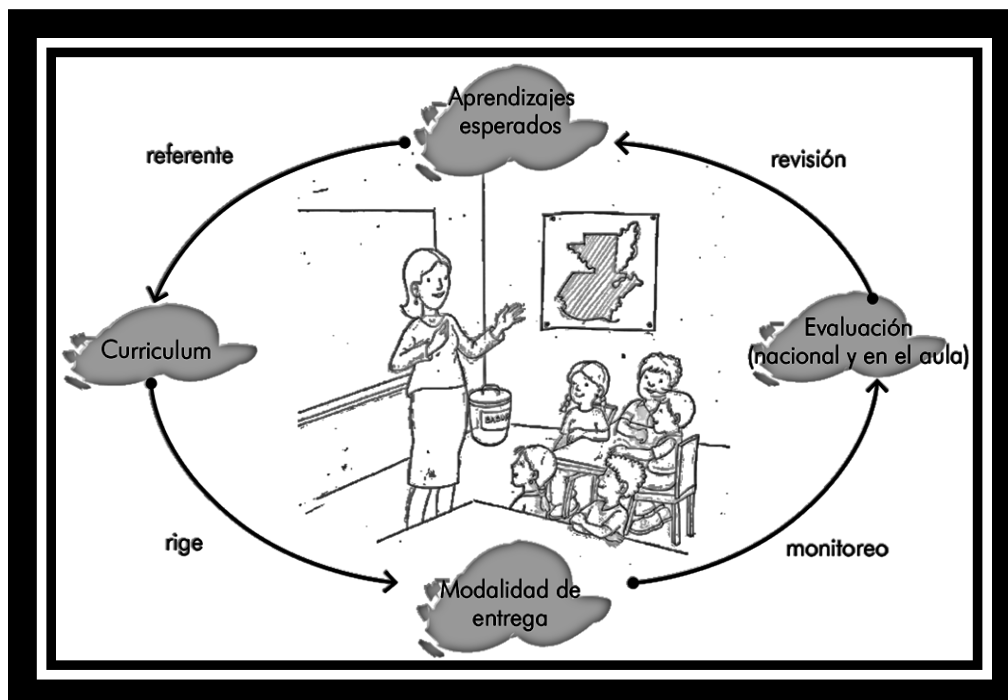 Aprendizajes
esperados
referente
revisión
Curriculum
Evaluación
(nacional y en el aula)
rige
monitoreo
Modalidad de
entrega